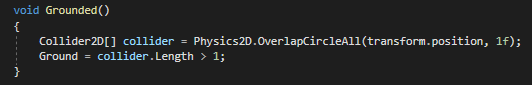 void Grounded()
{
Collider2D[] collider = Physics2D.OverlapCircleAll(transform.position, 1f);
Ground = collider.Length > 1;
}